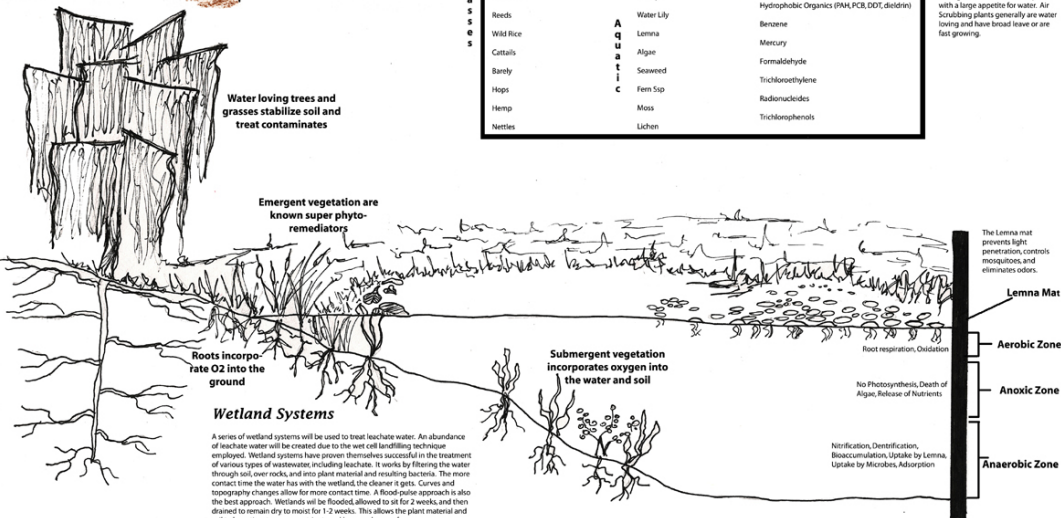 s
s
e
s
Reeds
Wild Rice
Cattails
Barely
Hops
Hemp
Nettles
A
q
u
a
t
i
c
Water Lily
Lemna
Algae
Seaweed
Fern Ssp
Moss
Lichen
Hydrophobic Organics (PAH, PCB, DDT, dieldrin)
Benzene
Mercury
Formaldehyde
Trichloroethylene
Radionucleides
Trichlorophenols
with a large appetite for water. Air
Scrubbing plants generally are water
loving and have broad leave or are
fast growing.
Water loving trees and
grasses stabilize soil and
treat contaminates
Emergent vegetation are
known super phyto-
remediators
The Lemna mat
prevents light
penetration, controls
mosquitoes, and
eliminates odors.
Lemna Mat
Roots incorpo-
rate O2 into the
ground
Submergent vegetation
incorporates oxygen into
the water and soil
Root respiration, Oxidation
Aerobic Zone
No Photosynthesis, Death of
Algae, Release of Nutrients
Anoxic Zone
Nitrification, Dentrification,
Bioaccumulation, Uptake by Lemna,
Uptake by Microbes, Adsorption
Anaerobic Zone
Wetland Systems
A series of wetland systems will be used to treat leachate water. An abundance
of leachate water will be created due to the wet cell landfilling technique
employed. Wetland systems have proven themselves successful in the treatment
of various types of wastewater, including leachate. It works by filtering the water
through soil, over rocks, and into plant material and resulting bacteria. The more
contact time the water has with the wetland, the cleaner it gets. Curves and
topography changes allow for more contact time. A flood-pulse approach is also
the best approach. Wetlands wil be flooded, allowed to sit for 2 weeks, and then
drained to remain dry to moist for 1-2 weeks. This allows the plant material and